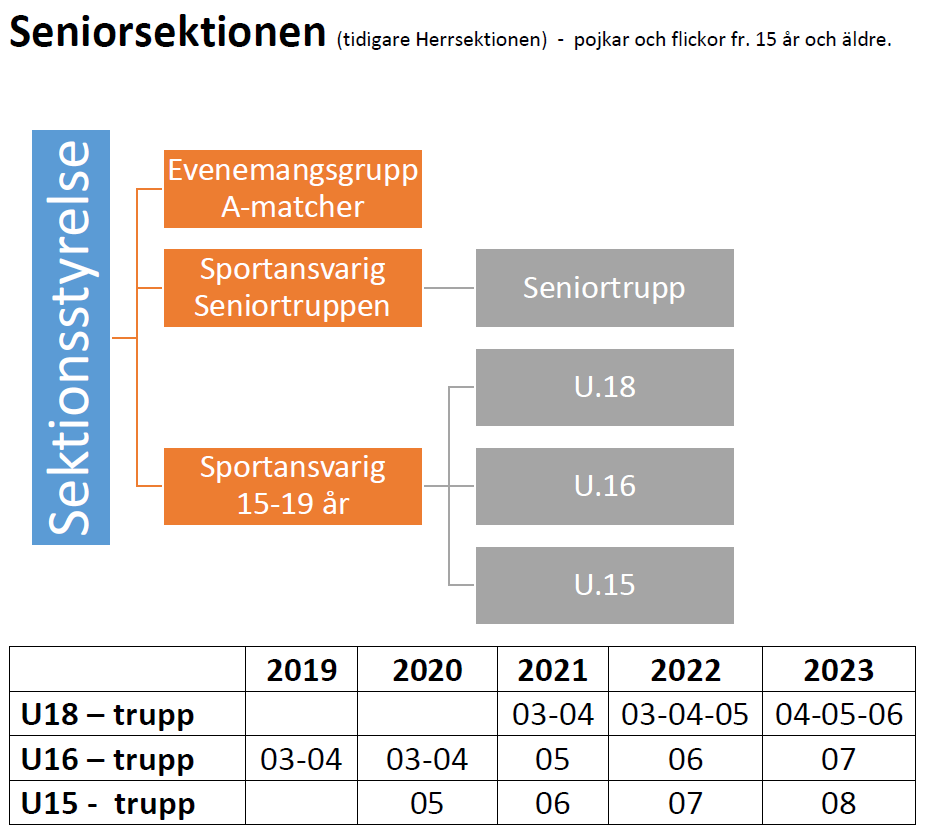 Seniorsektionen (tidigare Herrsektionen) - pojkar och flickor fr. 15 år och äldre.
Sektionsstyrelse
Evenemangsgrupp
A-matcher
Sportansvarig
Seniortruppen
Seniortrupp
Sportansvarig
15-19 år
U.18
U.16
U.15
2019 2020 2021 2022 2023
U18 – trupp 03-04 03-04-05 04-05-06
U16 – trupp 03-04 03-04 05 06 07
U15 - trupp 05 06 07 08